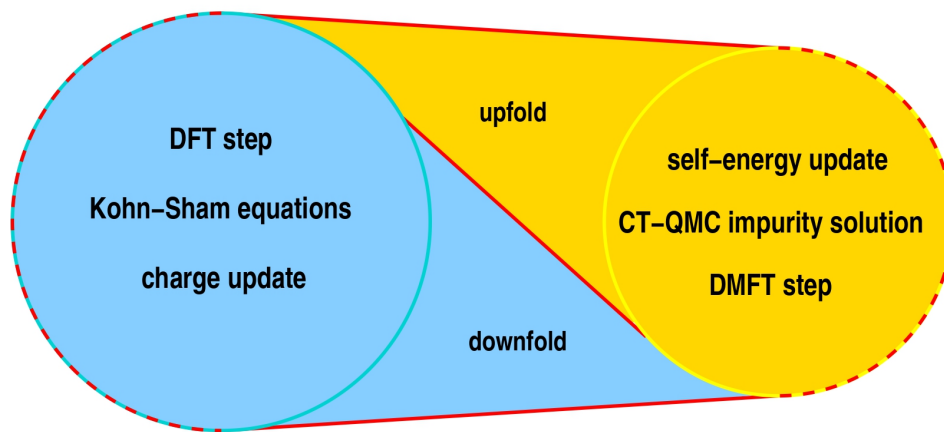 DFT step
Kohn–Sham equations
charge update
upfold
downfold
self–energy update
CT–QMC impurity solution
DMFT step